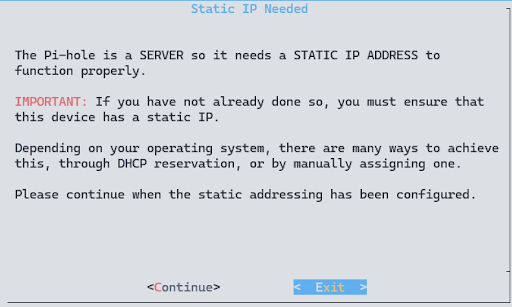 Static IP Needed
The Pi-hole is a SERVER so it needs a STATIC IP ADDRESS to
function properly.
IMPORTANT: If you have not already done so, you must ensure that
this device has a static IP.
Depending on your operating system, there are many ways to achieve
this, through DHCP reservation, or by manually assigning one.
Please continue when the static addressing has been configured.
<Continue> < Exit >